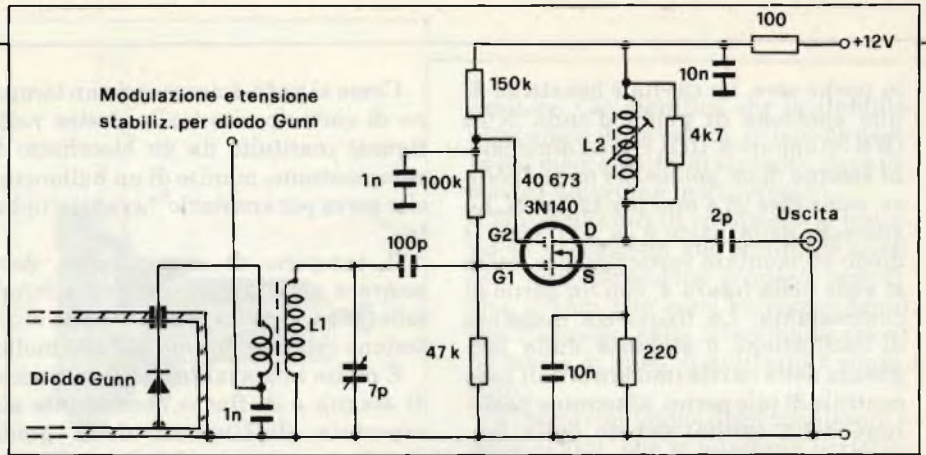 100
+12V
10n
150k
Modulazione e tensione
stabiliz. per diodo Gunn
L2
4k7
1n
100k
40 673
3N140
2p
Uscita
100p
G2
D
G1
S
L1
Diodo Gunn
47k
7p
10n
220
1n